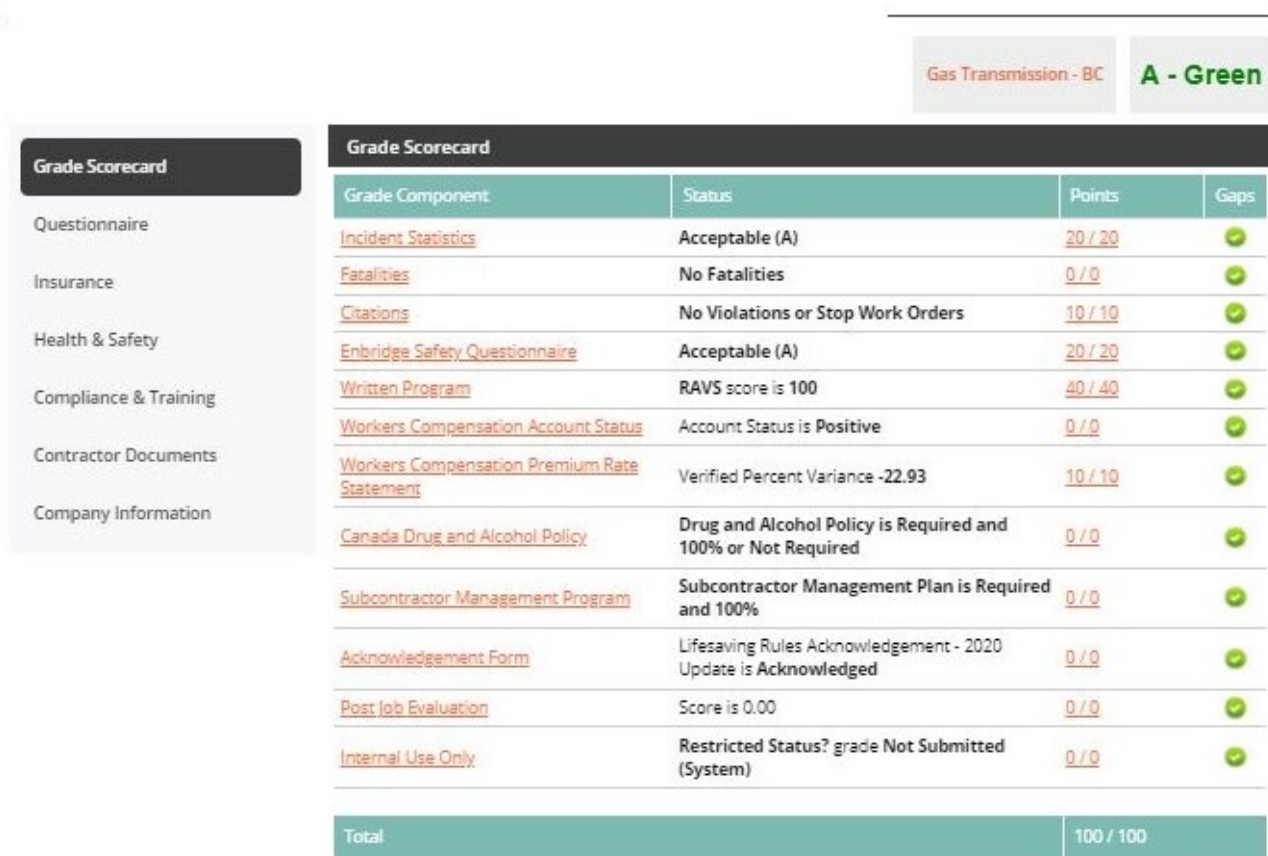 Gas Transmission - BC
A - Green
Grade Scorecard
Questionnaire
Insurance
Health & Safety
Compliance & Training
Contractor Documents
Company Information
Grade Scorecard
Grade Component Status Points Gaps
Incident Statistics Acceptable (A) 20 / 20
Fatalities No Fatalities 0 / 0
Citations No Violations or Stop Work Orders 10 / 10
Enbridge Safety Questionnaire Acceptable (A) 20 / 20
Written Program RAVS score is 100 40 / 40
Workers Compensation Account Status Account Status is Positive 0 / 0
Workers Compensation Premium Rate
Statement
Verified Percent Variance -22.93 10 / 10
Canada Drug and Alcohol Policy
Drug and Alcohol Policy is Required and
100% or Not Required
0 / 0
Subcontractor Management Program
Subcontractor Management Plan is Required
and 100%
0 / 0
Acknowledgement Form
Lifesaving Rules Acknowledgement - 2020
Update is Acknowledged
0 / 0
Post Job Evaluation Score is 0.00 0 / 0
Internal Use Only
Restricted Status? grade Not Submitted
(System)
0 / 0
Total 100 / 100